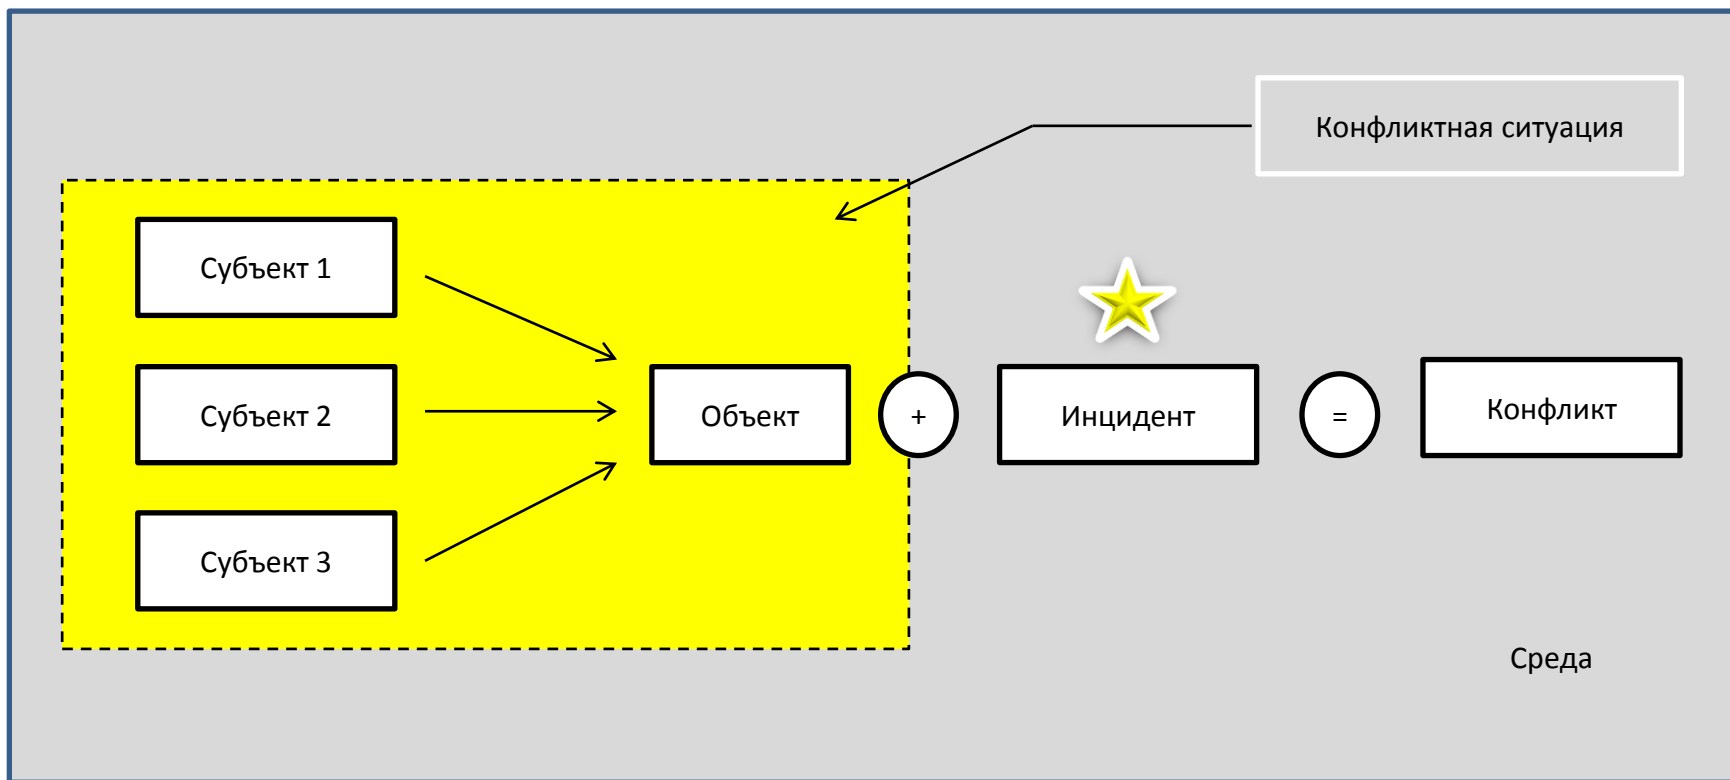 Конфликтная ситуация
Субъект 1
Субъект 2
Объект
+
Инцидент
=
Конфликт
Субъект 3
Среда